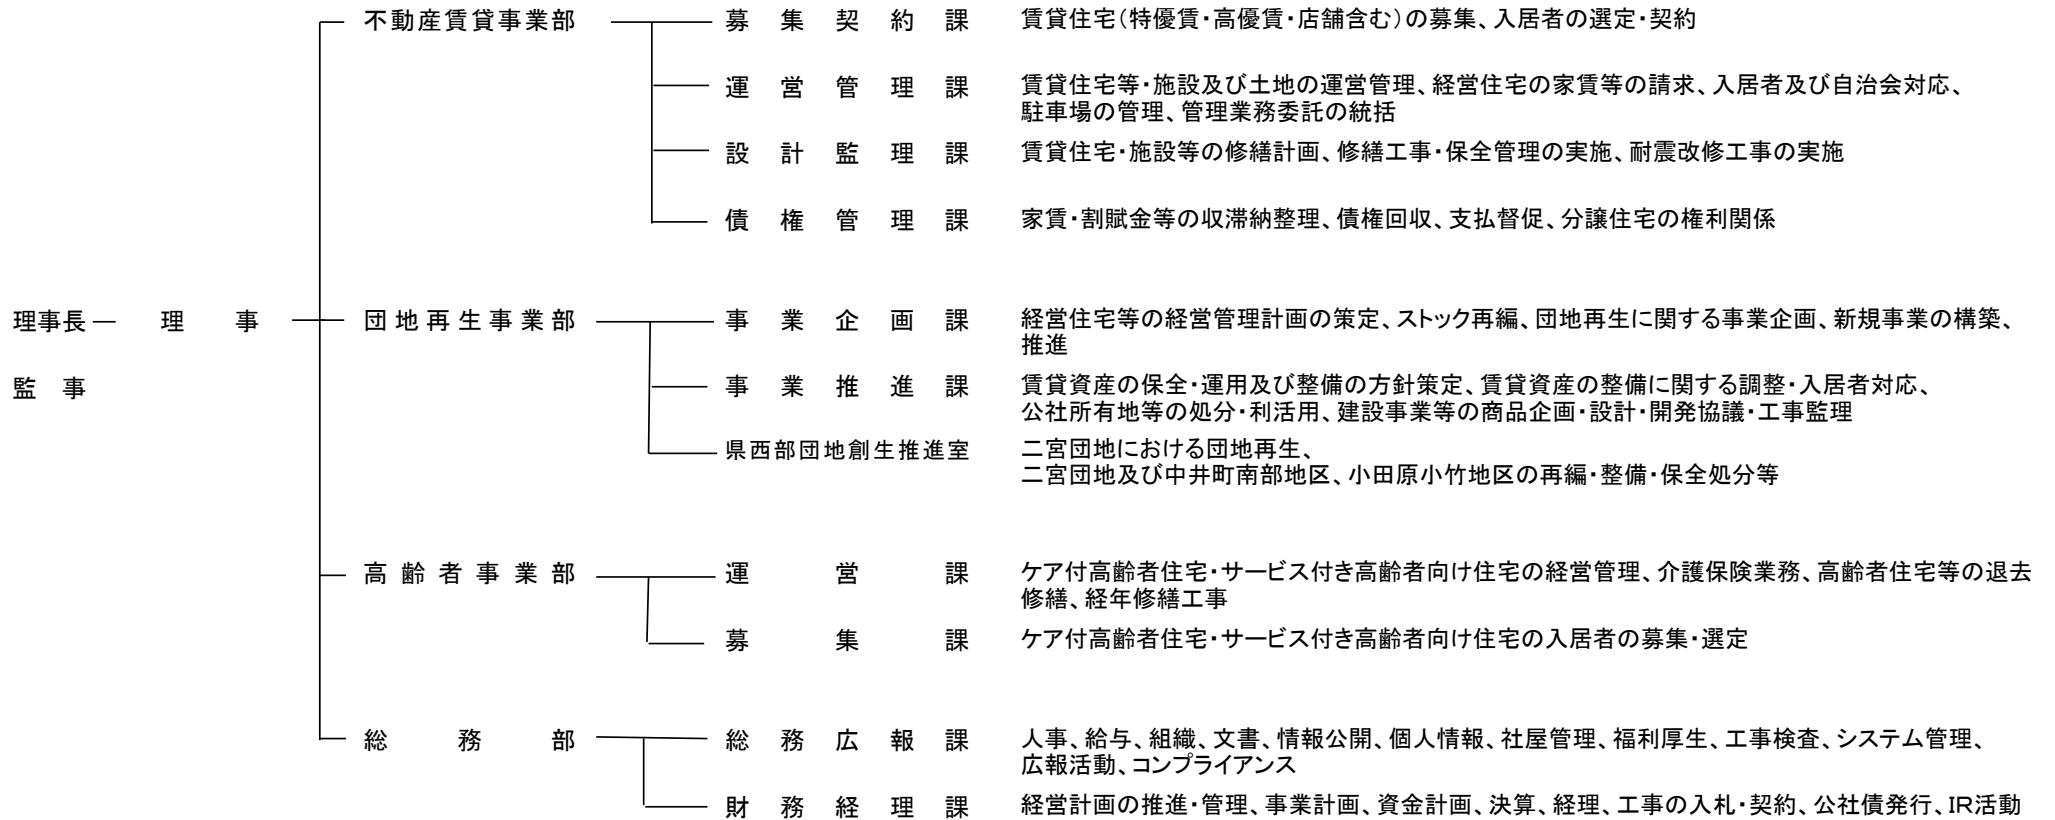 不動産賃貸事業部 募集契約課 賃貸住宅(特優賃・高優賃・店舗含む)の募集、入居者の選定・契約
運営管理課 賃貸住宅等・施設及び土地の運営管理、経営住宅の家賃等の請求、入居者及び自治会対応、
駐車場の管理、管理業務委託の統括
設計監理課 賃貸住宅・施設等の修繕計画、修繕工事・保全管理の実施、耐震改修工事の実施
債権管理課 家賃・割賦金等の収滞納整理、債権回収、支払督促、分譲住宅の権利関係
理事長 理事 団地再生事業部 事業企画課 経営住宅等の経営管理計画の策定、ストック再編、団地再生に関する事業企画、新規事業の構築、
推進
監事 事業推進課 賃貸資産の保全・運用及び整備の方針策定、賃貸資産の整備に関する調整・入居者対応、
公社所有地等の処分・利活用、建設事業等の商品企画・設計・開発協議・工事監理
県西部団地創生推進室 二宮団地における団地再生、
二宮団地及び中井町南部地区、小田原小竹地区の再編・整備・保全処分等
高齢者事業部 運営課 ケア付高齢者住宅・サービス付き高齢者向け住宅の経営管理、介護保険業務、高齢者住宅等の退去
修繕、経年修繕工事
募集課 ケア付高齢者住宅・サービス付き高齢者向け住宅の入居者の募集・選定
総務部 総務広報課 人事、給与、組織、文書、情報公開、個人情報、社屋管理、福利厚生、工事検査、システム管理、
広報活動、コンプライアンス
財務経理課 経営計画の推進・管理、事業計画、資金計画、決算、経理、工事の入札・契約、公社債発行、IR活動